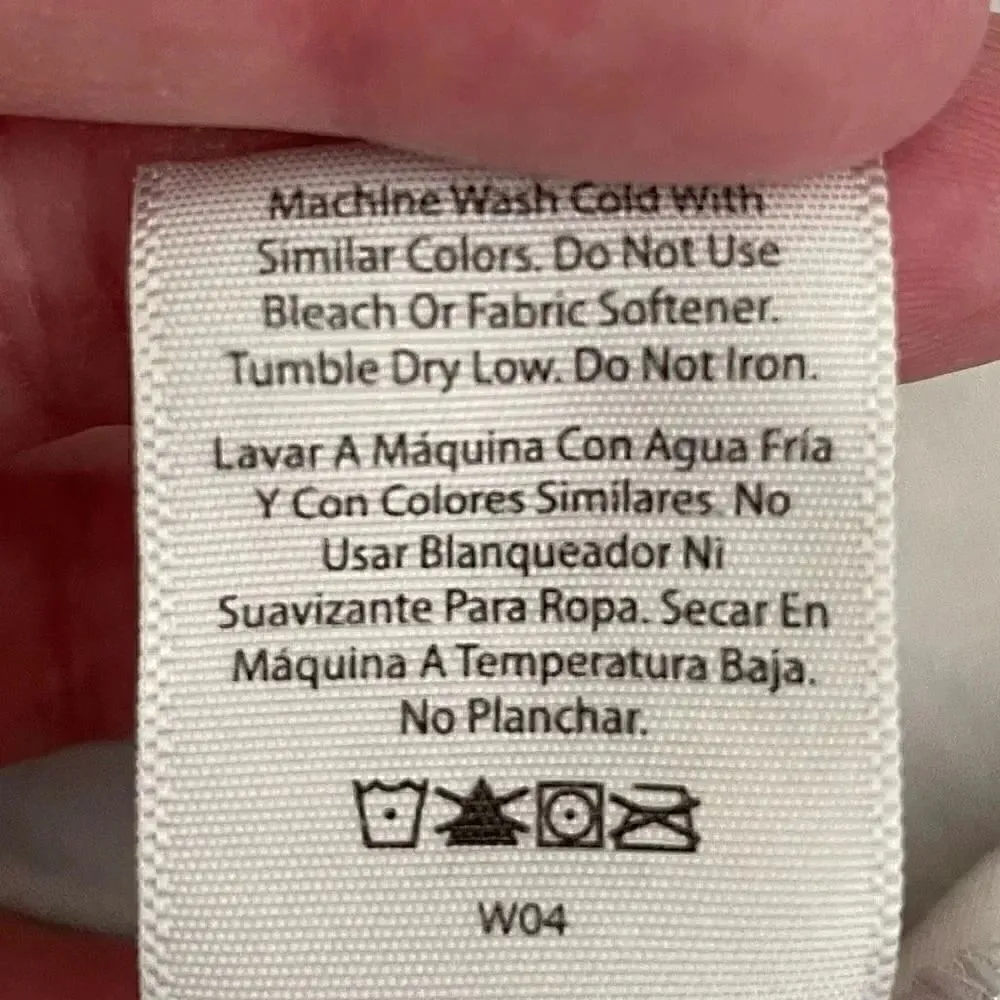 Machine Wash Cold With
Similar Colors. Do Not Use
Bleach Or Fabric Softener.
Tumble Dry Low. Do Not Iron.
Lavar A Máquina Con Agua Fría
Y Con Colores Similares. No
Usar Blanqueador Ni
Suavizante Para Ropa. Secar En
Máquina A Temperatura Baja.
No Planchar.
W04